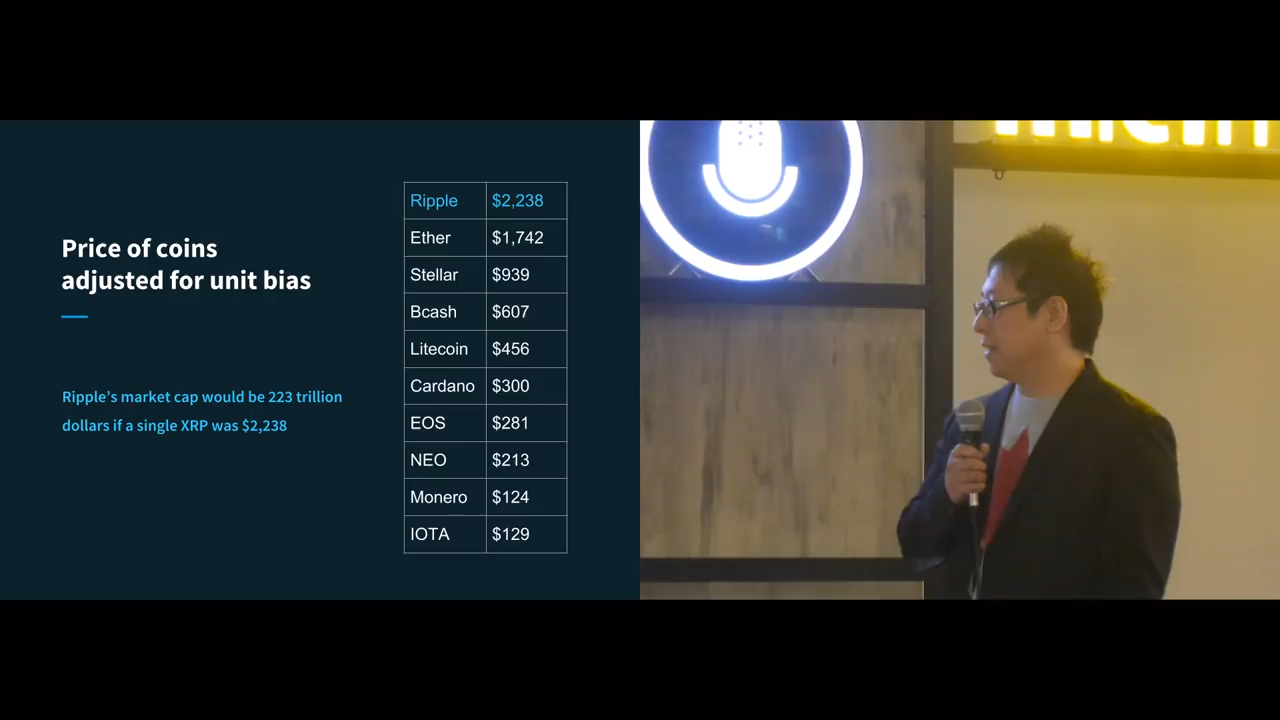 Price of coins
adjusted for unit bias
Ripple’s market cap would be 223 trillion
dollars if a single XRP was $2,238
Ripple $2,238
Ether $1,742
Stellar $939
Bcash $607
Litecoin $456
Cardano $300
EOS $281
NEO $213
Monero $124
IOTA $129